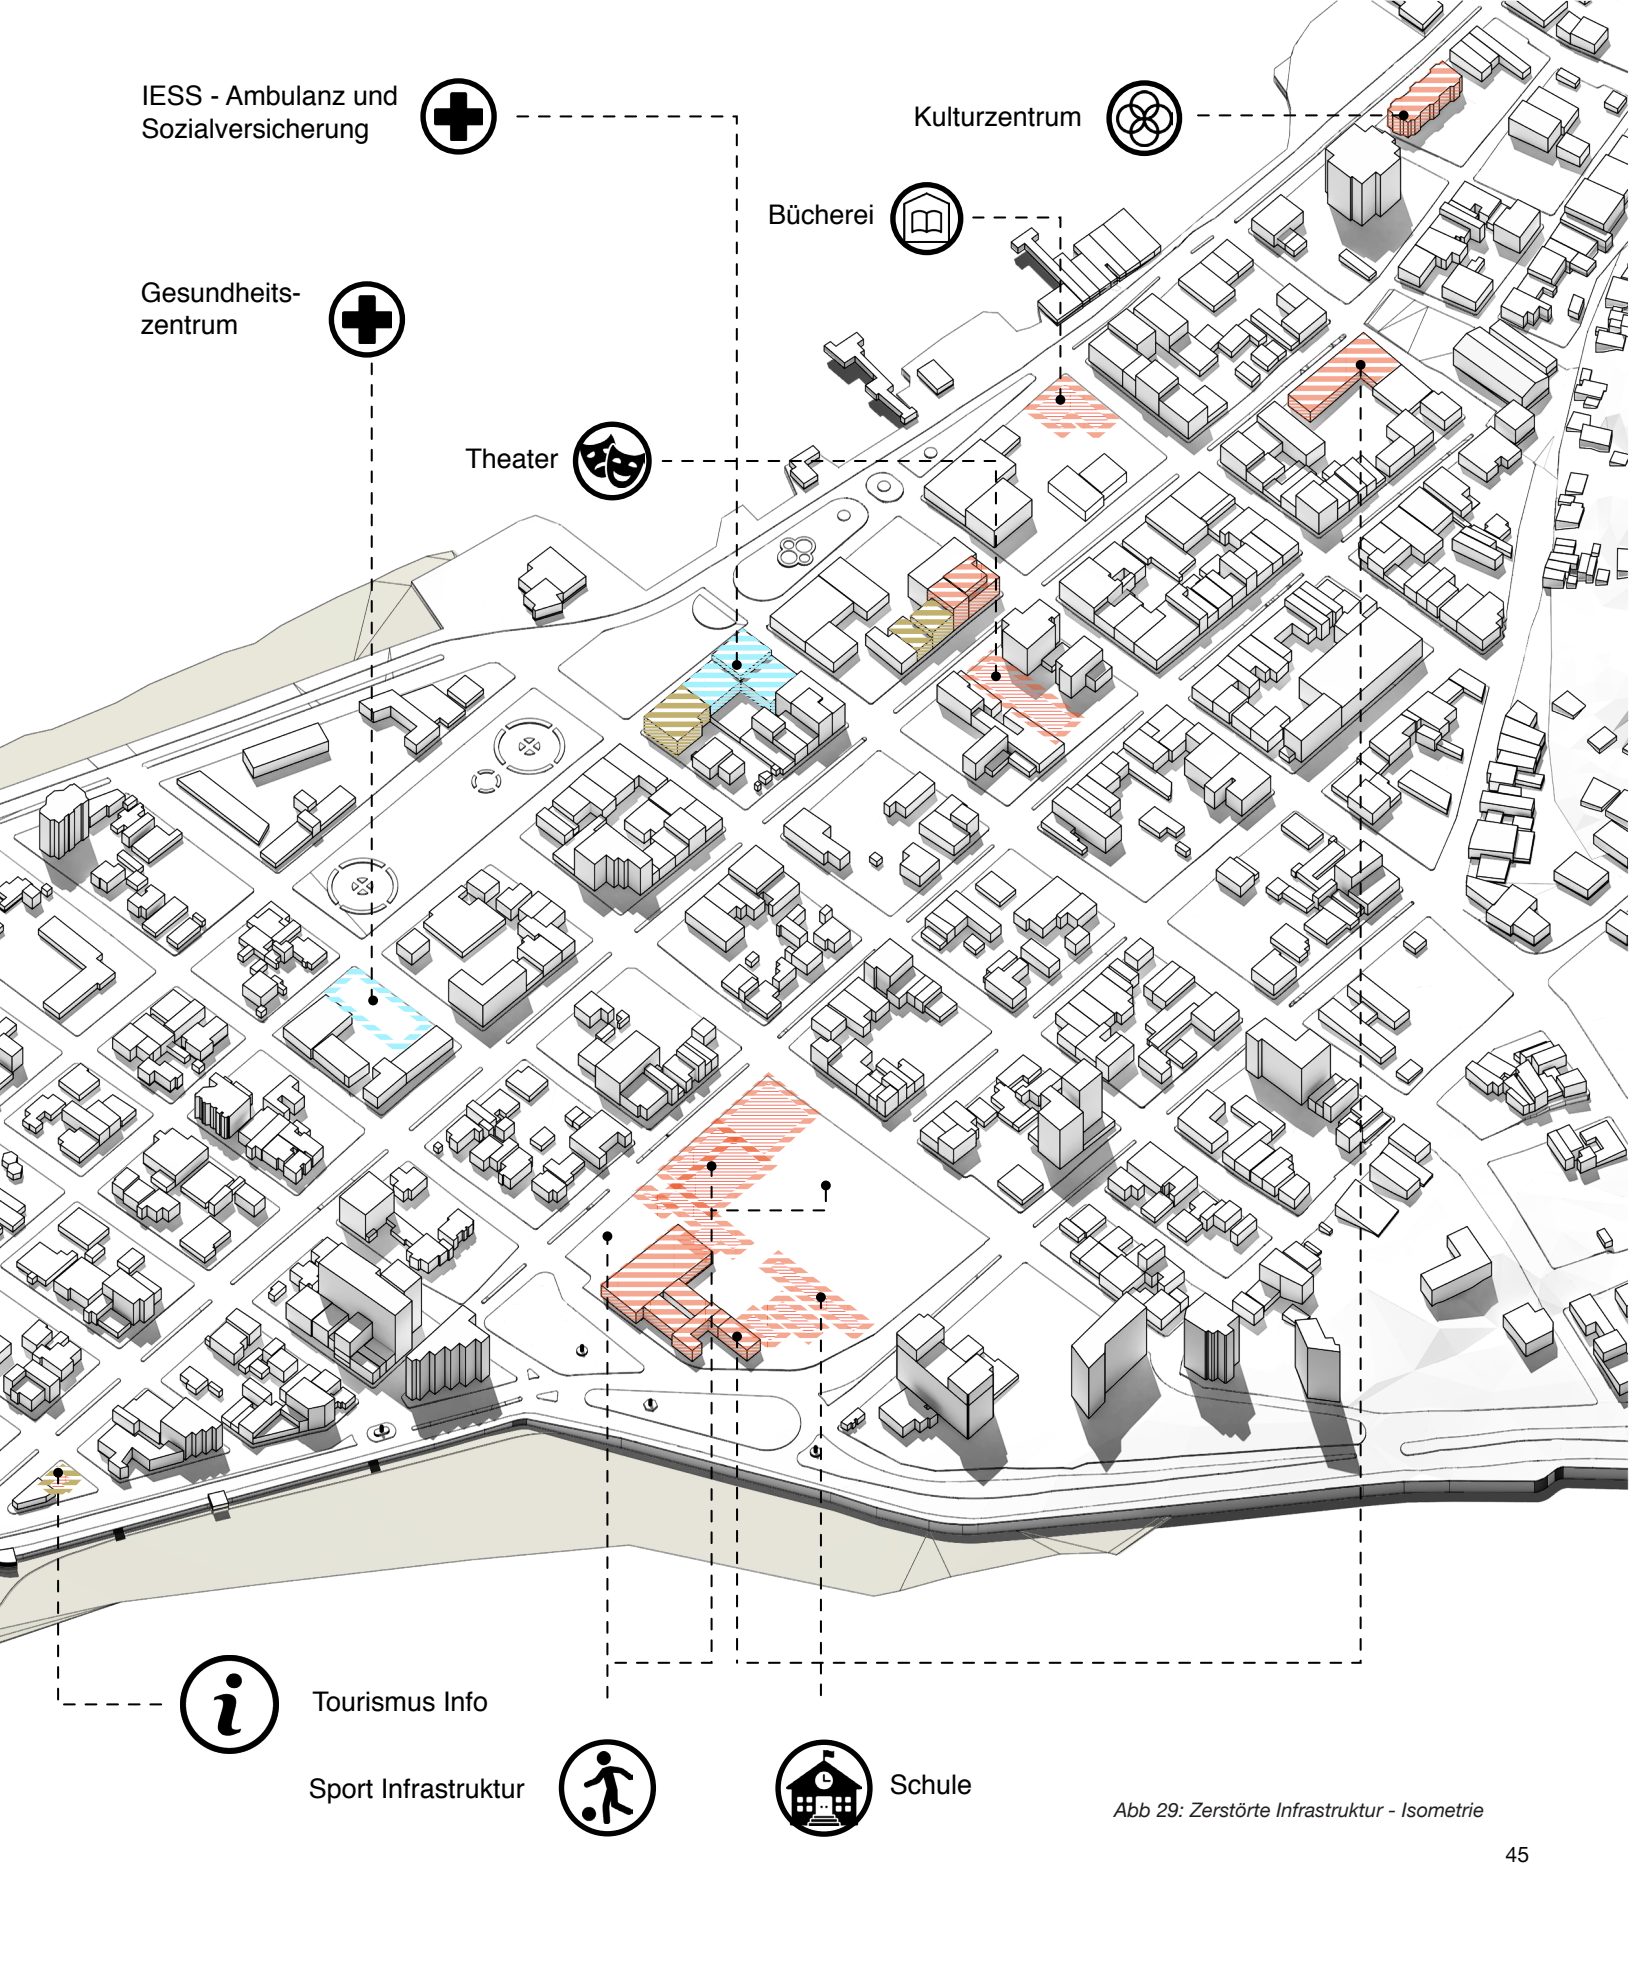 IESS - Ambulanz und
Sozialversicherung
Kulturzentrum
Bücherei
Gesundheits-
zentrum
Theater
Tourismus Info
Sport Infrastruktur
Schule
Abb 29: Zerstörte Infrastruktur - Isometrie
45